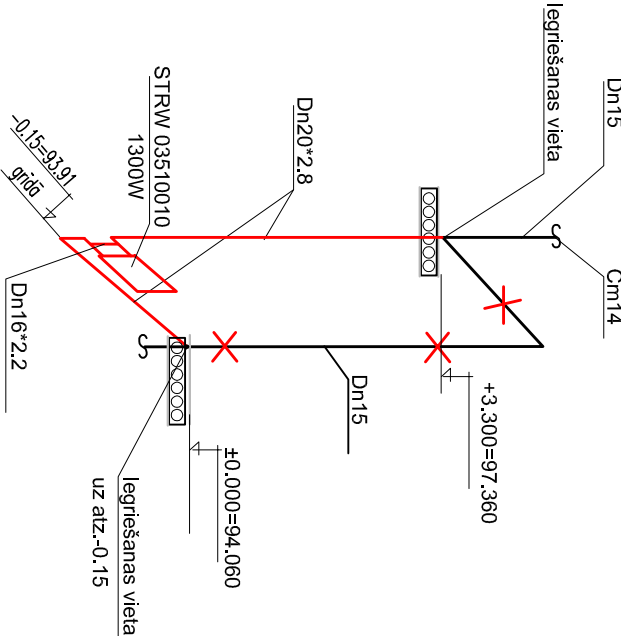 Iegriešanas vieta
Dn15
Cm14
Dn20*2.8
STRW 03510010
1300W
-0.15=93.91
grīdā
Dn16*2.2
Dn15
+3.300=97.360
±0.000=94.060
Iegriešanas vieta
uz atz.-0.15